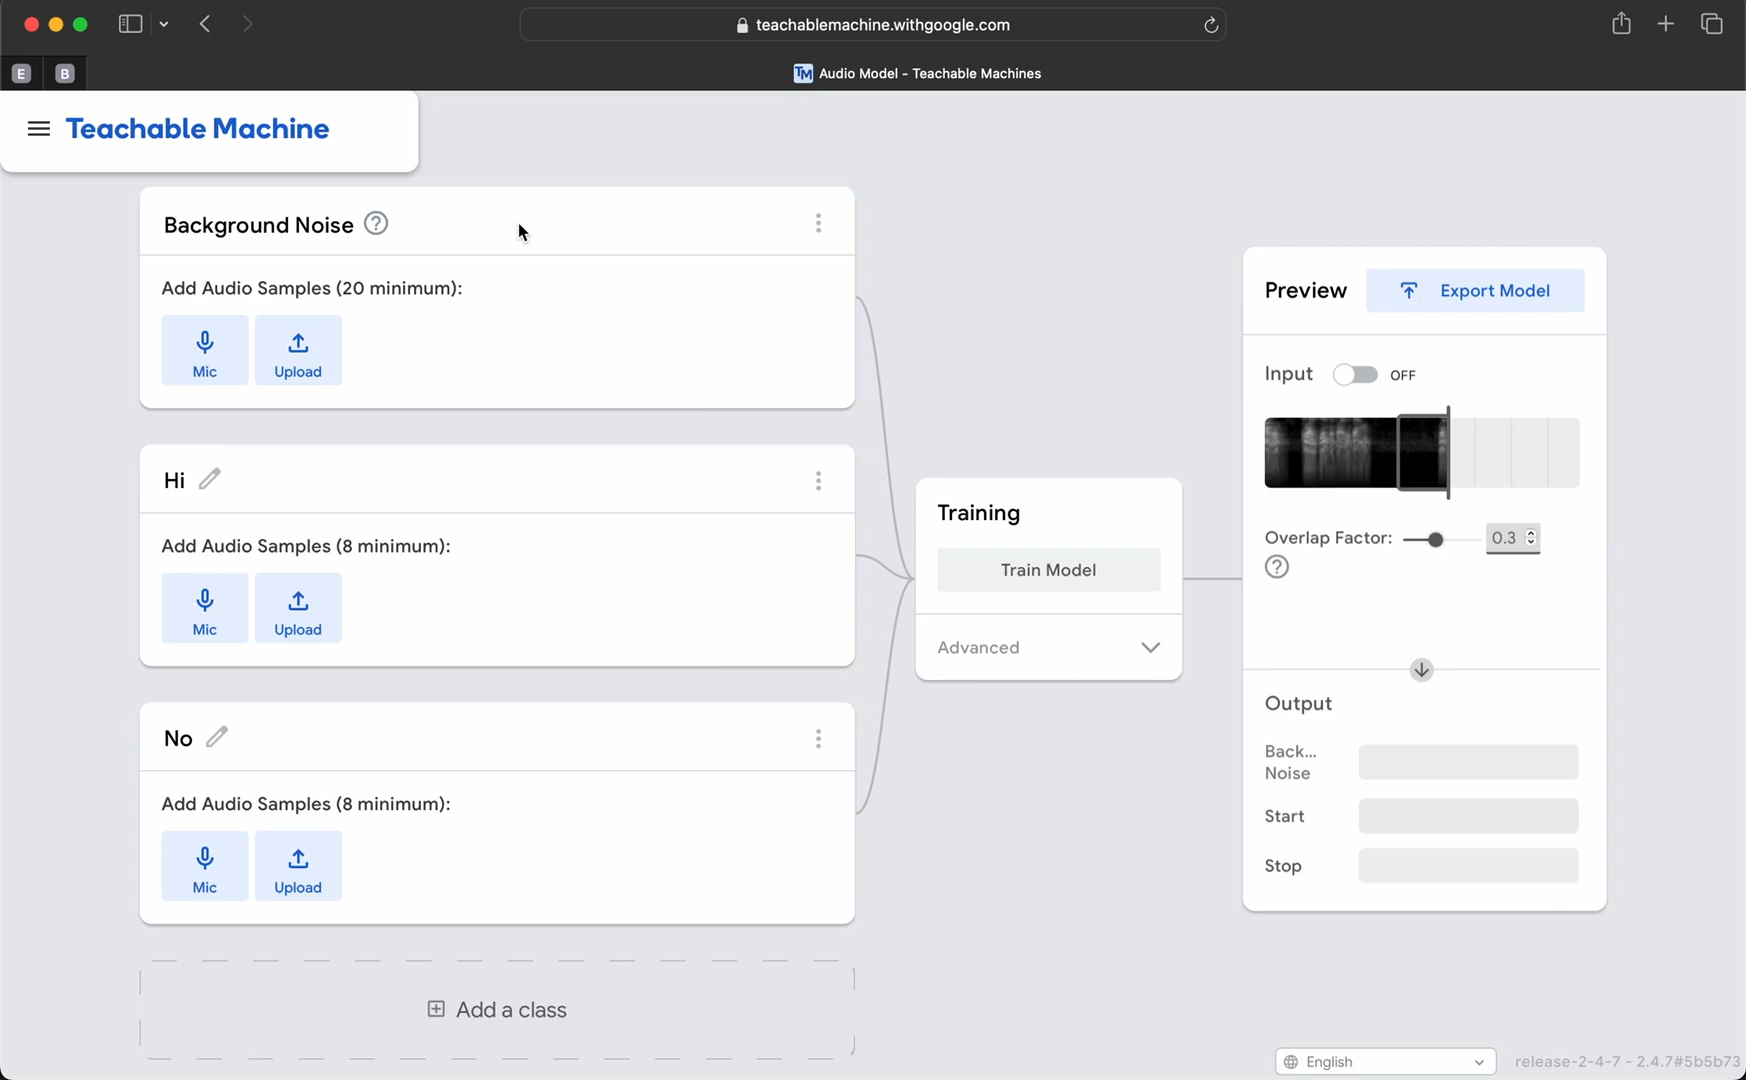 teachablemachine.withgoogle.com
E
B
TM Audio Model - Teachable Machines
Teachable Machine
Background Noise ?
Add Audio Samples (20 minimum):
Mic
Upload
Hi
Add Audio Samples (8 minimum):
Mic
Upload
No
Add Audio Samples (8 minimum):
Mic
Upload
Add a class
Training
Train Model
Advanced
Preview
Export Model
Input
OFF
Overlap Factor:
0.3
?
Output
Back...
Noise
Start
Stop
English
release-2-4-7 - 2.4.7#5b5b73